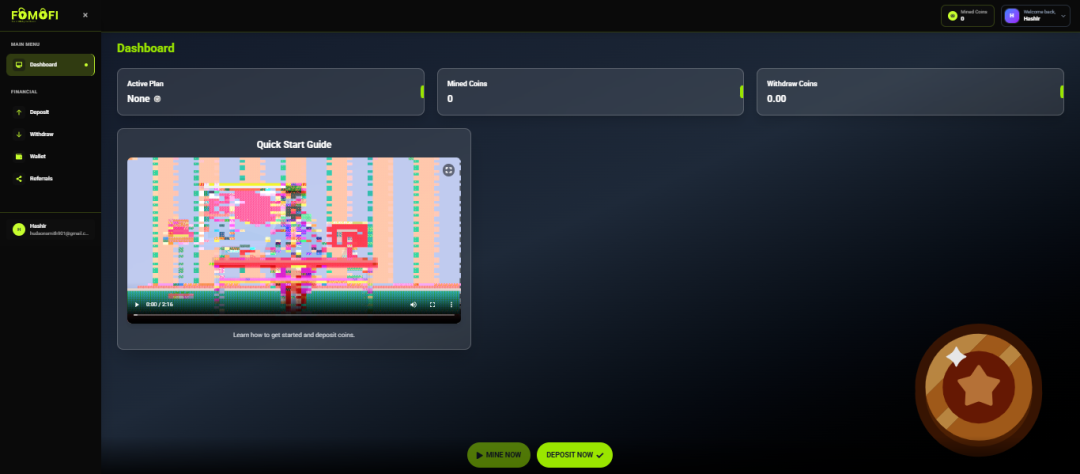 FOMOFI
Mined Coins
0
Welcome back,
Hashir
H
MAIN MENU
Dashboard
FINANCIAL
Deposit
Withdraw
Wallet
Referrals
H
Hashir
Dashboard
Active Plan
None
Mined Coins
0
Withdraw Coins
0.00
Quick Start Guide
0:00 / 2:16
Learn how to get started and deposit coins.
MINE NOW
DEPOSIT NOW